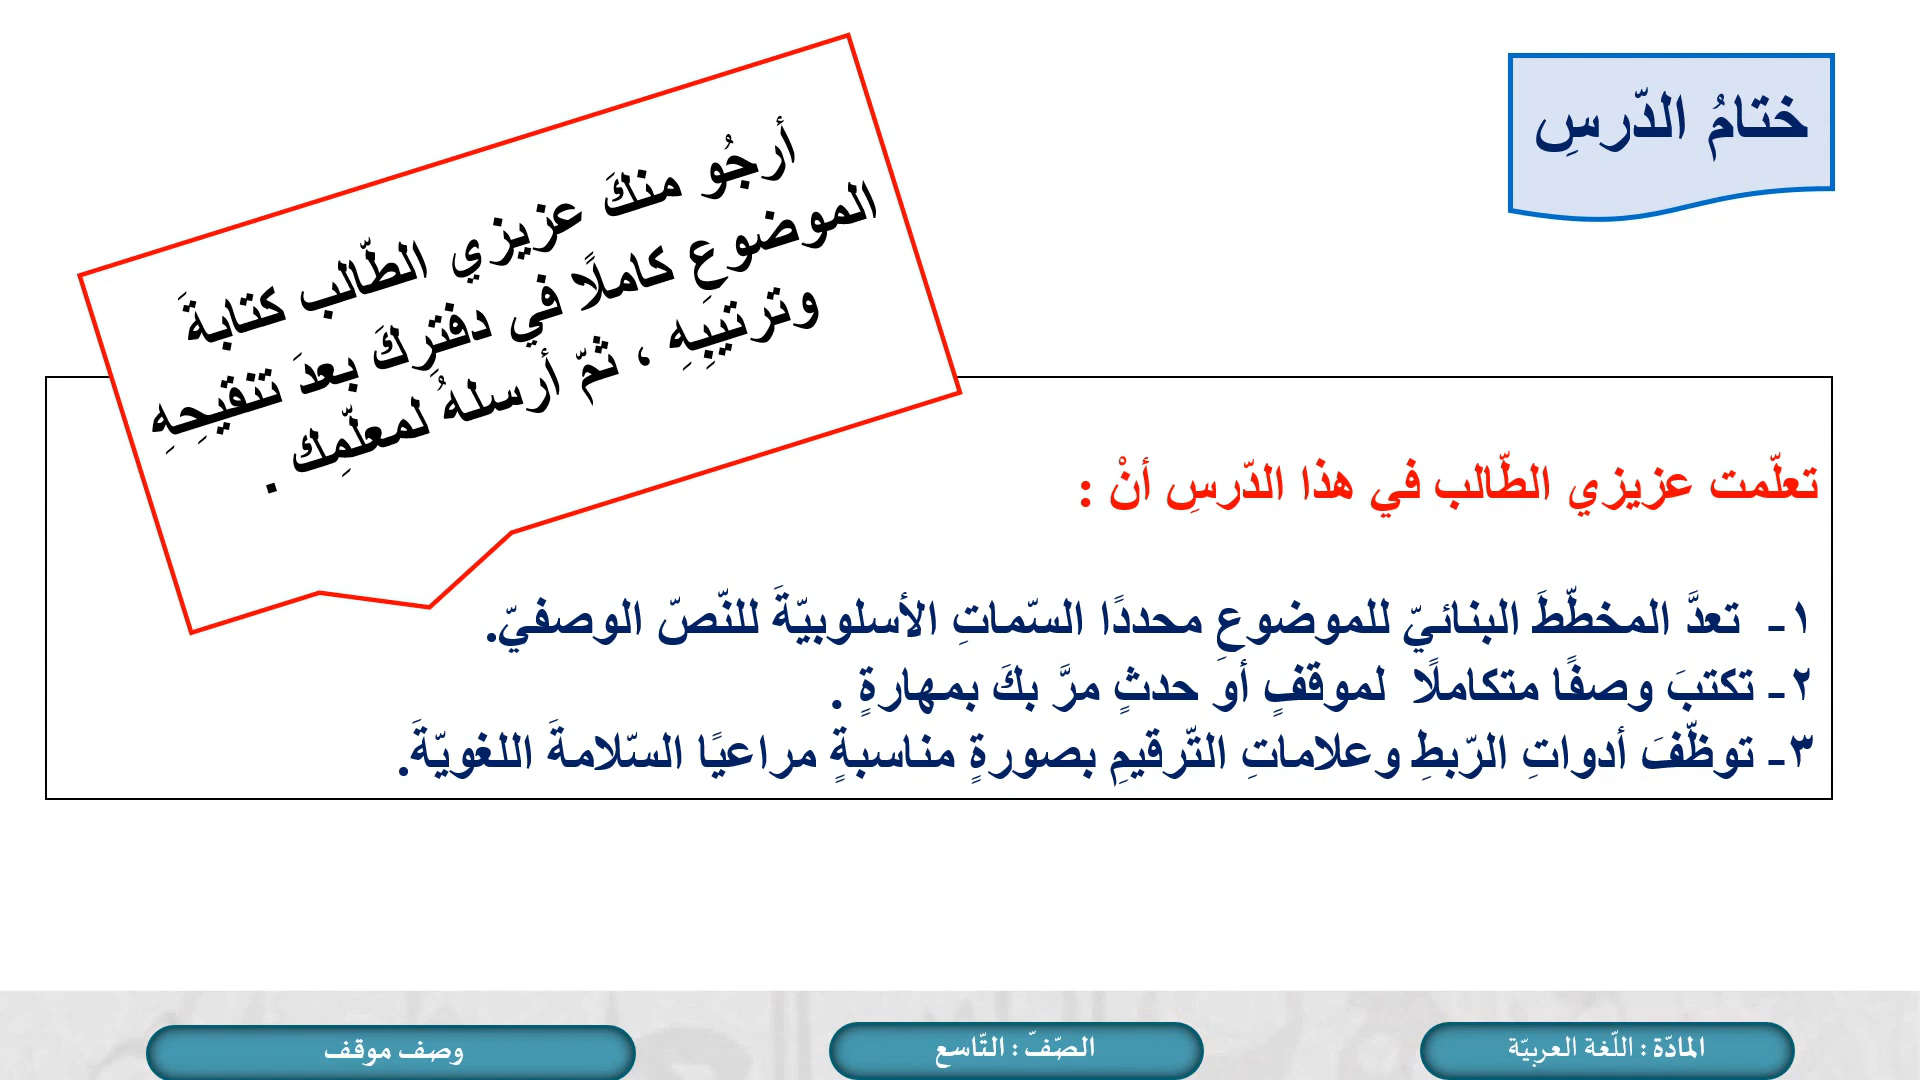 ختامُ الدّرسِ
أرجُو منكَ عزيزي الطّالب كتابةَ
الموضوعِ كاملًا في دفترِكَ بعدَ تنقيحِهِ
وترتيبِهِ ، ثمّ أرسلهُ لمعلّمِك .
تعلّمت عزيزي الطّالب في هذا الدّرسِ أنْ :
١- تعدَّ المخطّطَ البنائيّ للموضوعِ محددًا السّماتِ الأسلوبيّةَ للنّصّ الوصفيّ.
٢- تكتبَ وصفًا متكاملًا لموقفٍ أو حدثٍ مرَّ بكَ بمهارةٍ .
٣- توظّفَ أدواتِ الرّبطِ وعلاماتِ التّرقيمِ بصورةٍ مناسبةٍ مراعيًا السّلامةَ اللغويّةَ.
المادّة : اللّغة العربيّة
الصّفّ : التّاسع
وصف موقف